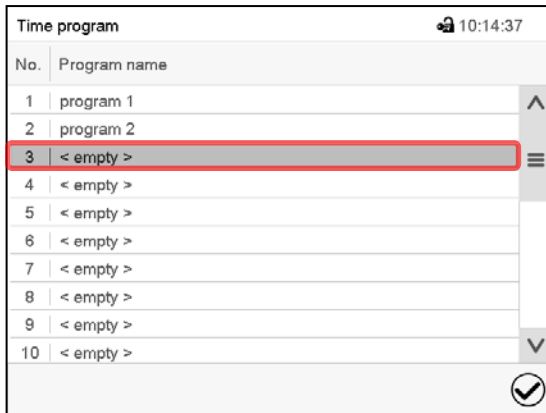 Time program 10:14:37
No. Program name
1 program 1
2 program 2
3 < empty >
4 < empty >
5 < empty >
6 < empty >
7 < empty >
8 < empty >
9 < empty >
10 < empty >